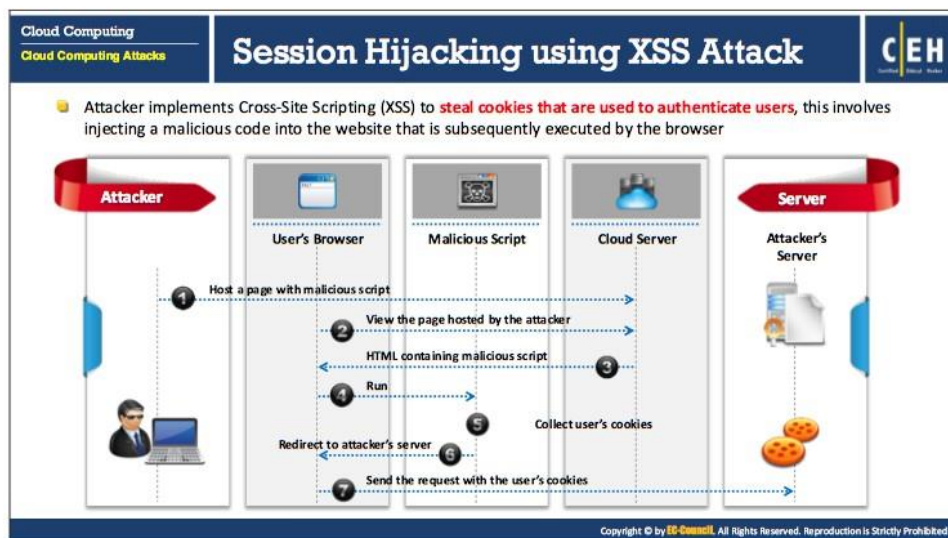 Cloud Computing
Cloud Computing Attacks
Session Hijacking using XSS Attack
C|EH
Certified Ethical Hacker
Attacker implements Cross-Site Scripting (XSS) to steal cookies that are used to authenticate users, this involves
injecting a malicious code into the website that is subsequently executed by the browser
Attacker
Server
User's Browser
Malicious Script
Cloud Server
Attacker's
Server
1 Host a page with malicious script
2 View the page hosted by the attacker
HTML containing malicious script 3
4 Run
5 Collect user's cookies
Redirect to attacker's server 6
7 Send the request with the user's cookies
Copyright © by EC-Council. All Rights Reserved. Reproduction is Strictly Prohibited.